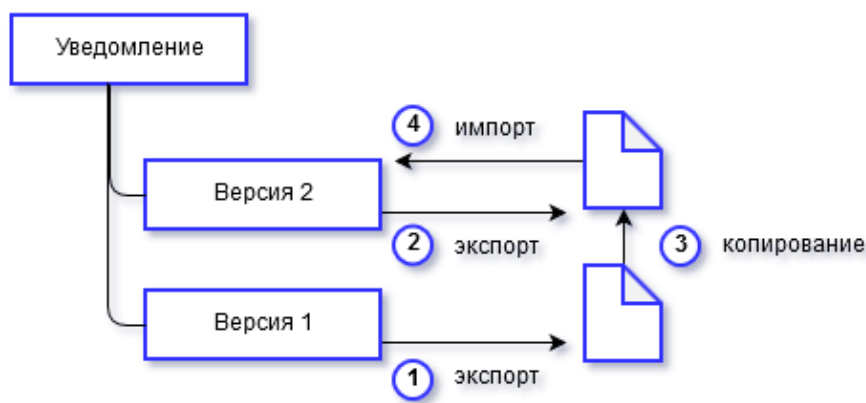 Уведомление
4 импорт
Версия 2
2 экспорт
3 копирование
Версия 1
1 экспорт